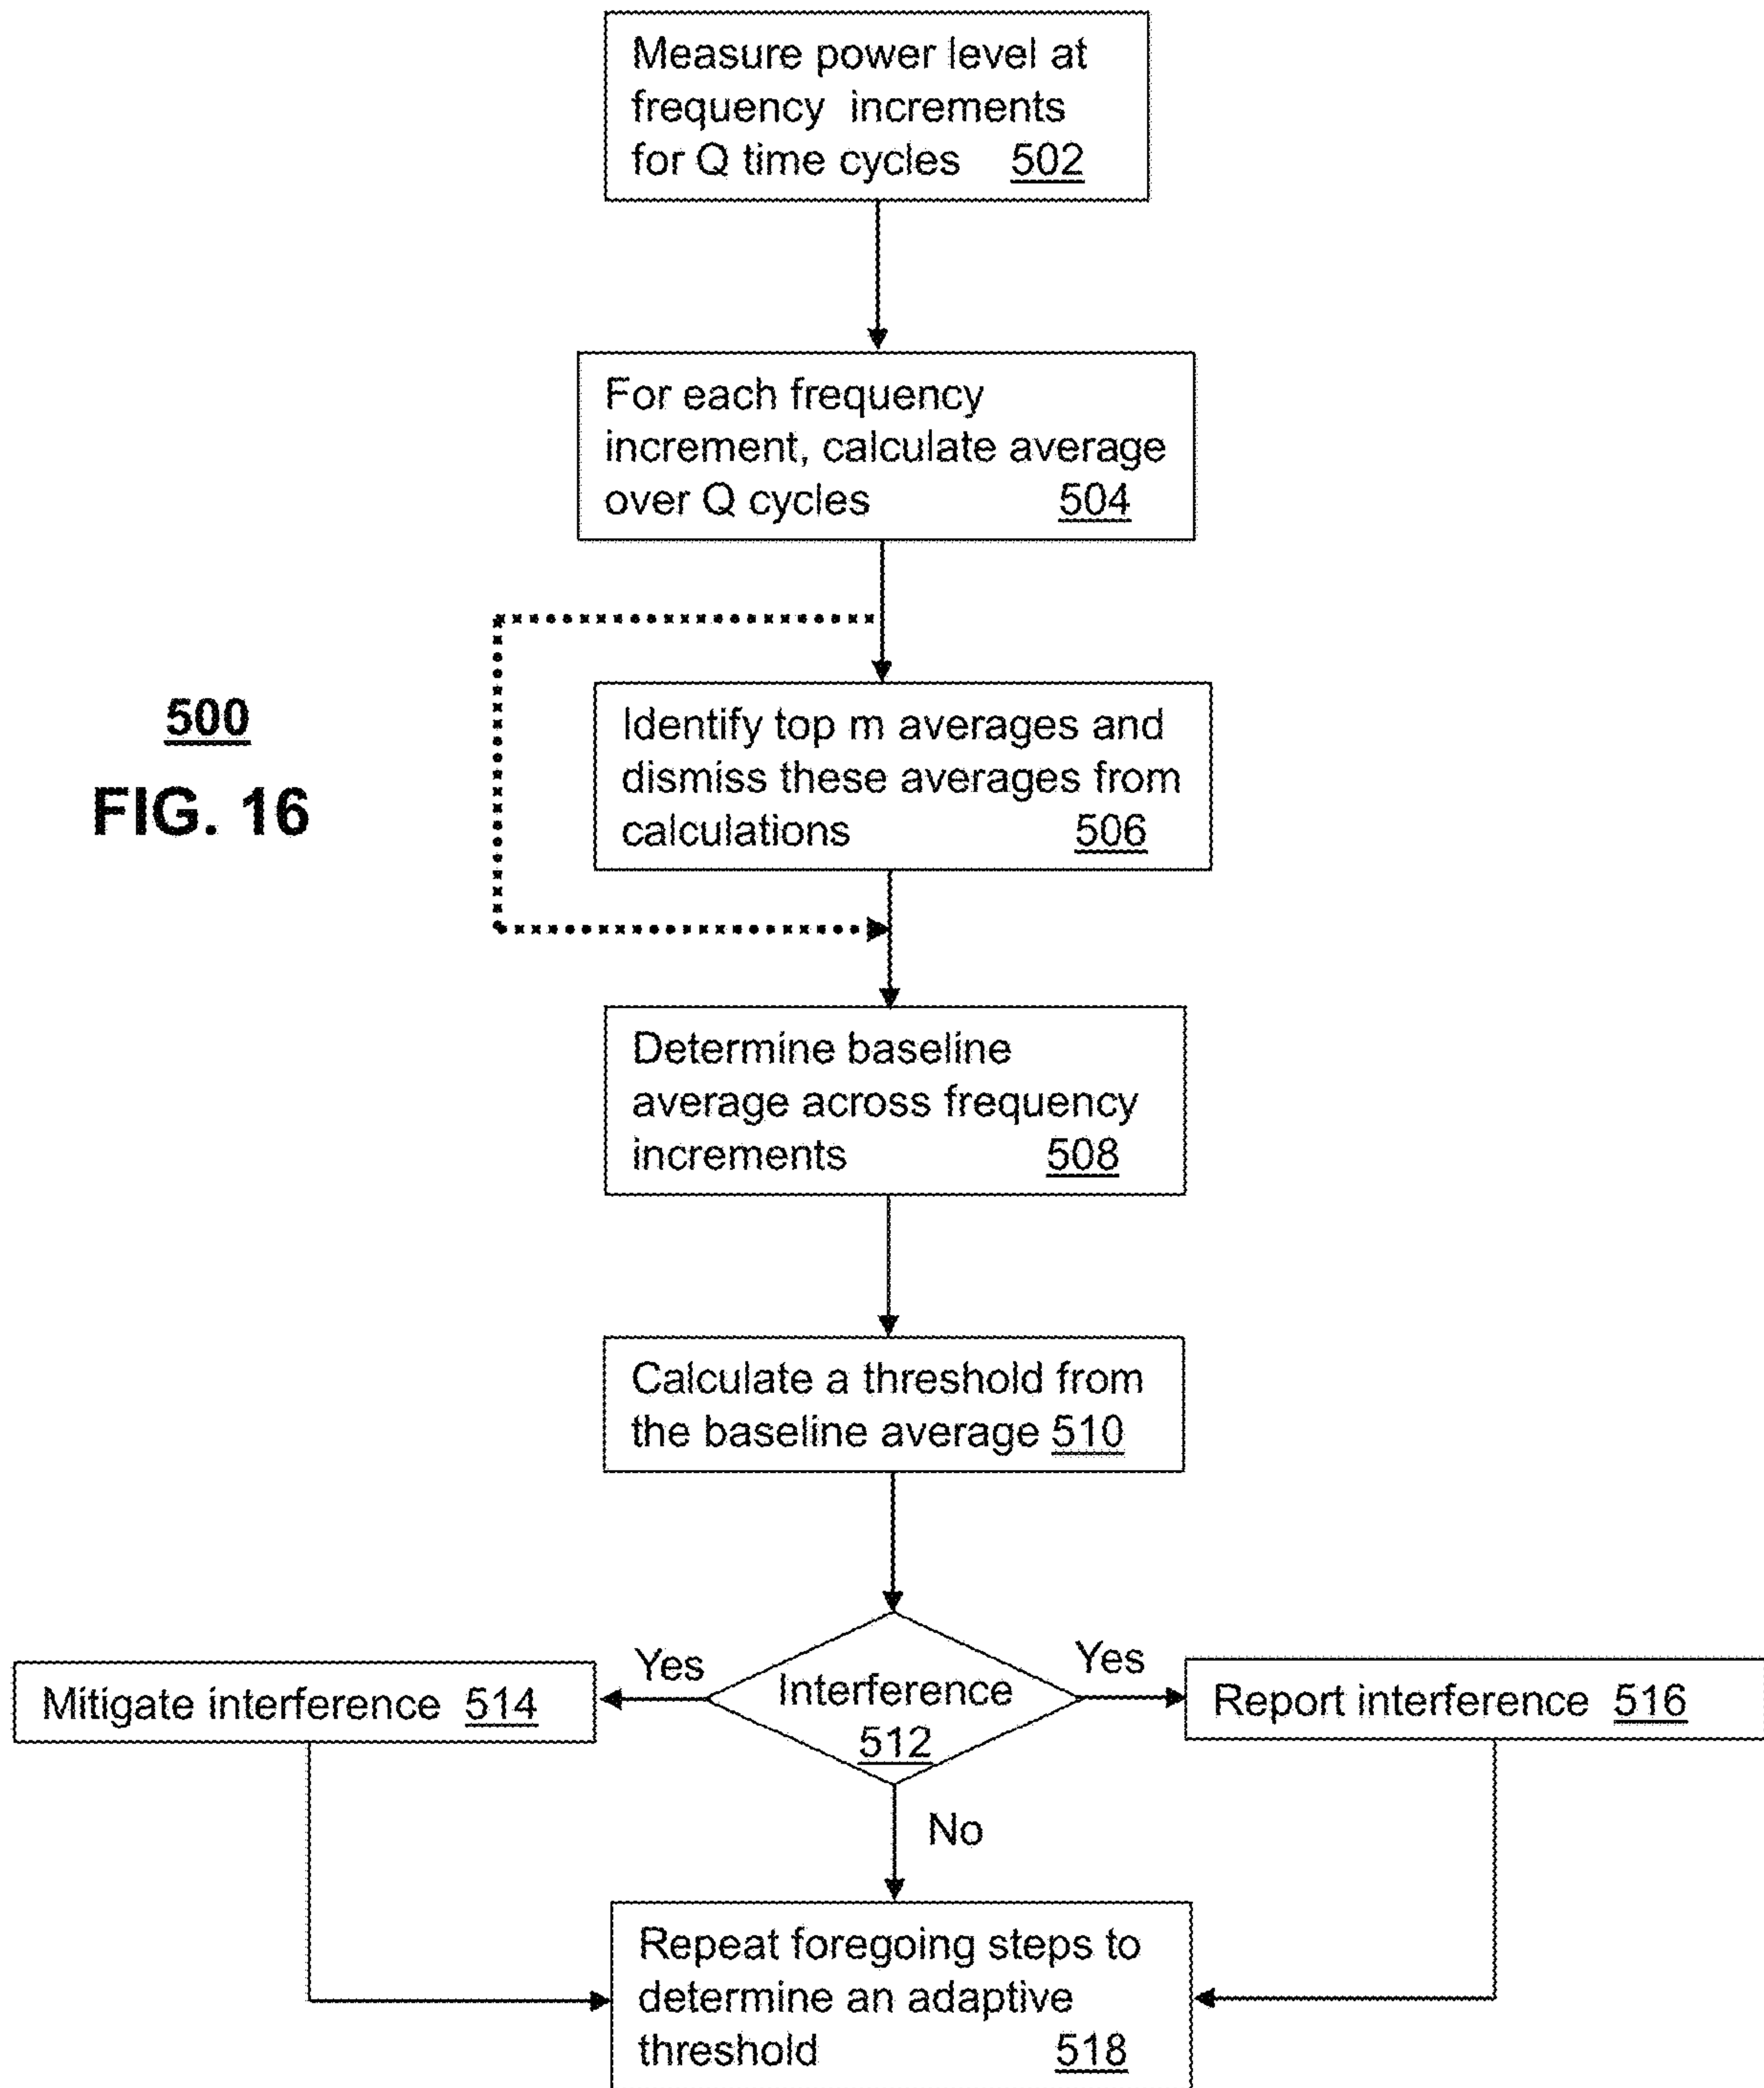 Measure power level at
frequency increments
for Q time cycles 502
For each frequency
increment, calculate average
over Q cycles 504
500
FIG. 16
Identify top m averages and
dismiss these averages from
calculations 506
Determine baseline
average across frequency
increments 508
Calculate a threshold from
the baseline average 510
Yes
Yes
Mitigate interference 514
Interference
512
Report interference 516
No
Repeat foregoing steps to
determine an adaptive
threshold 518